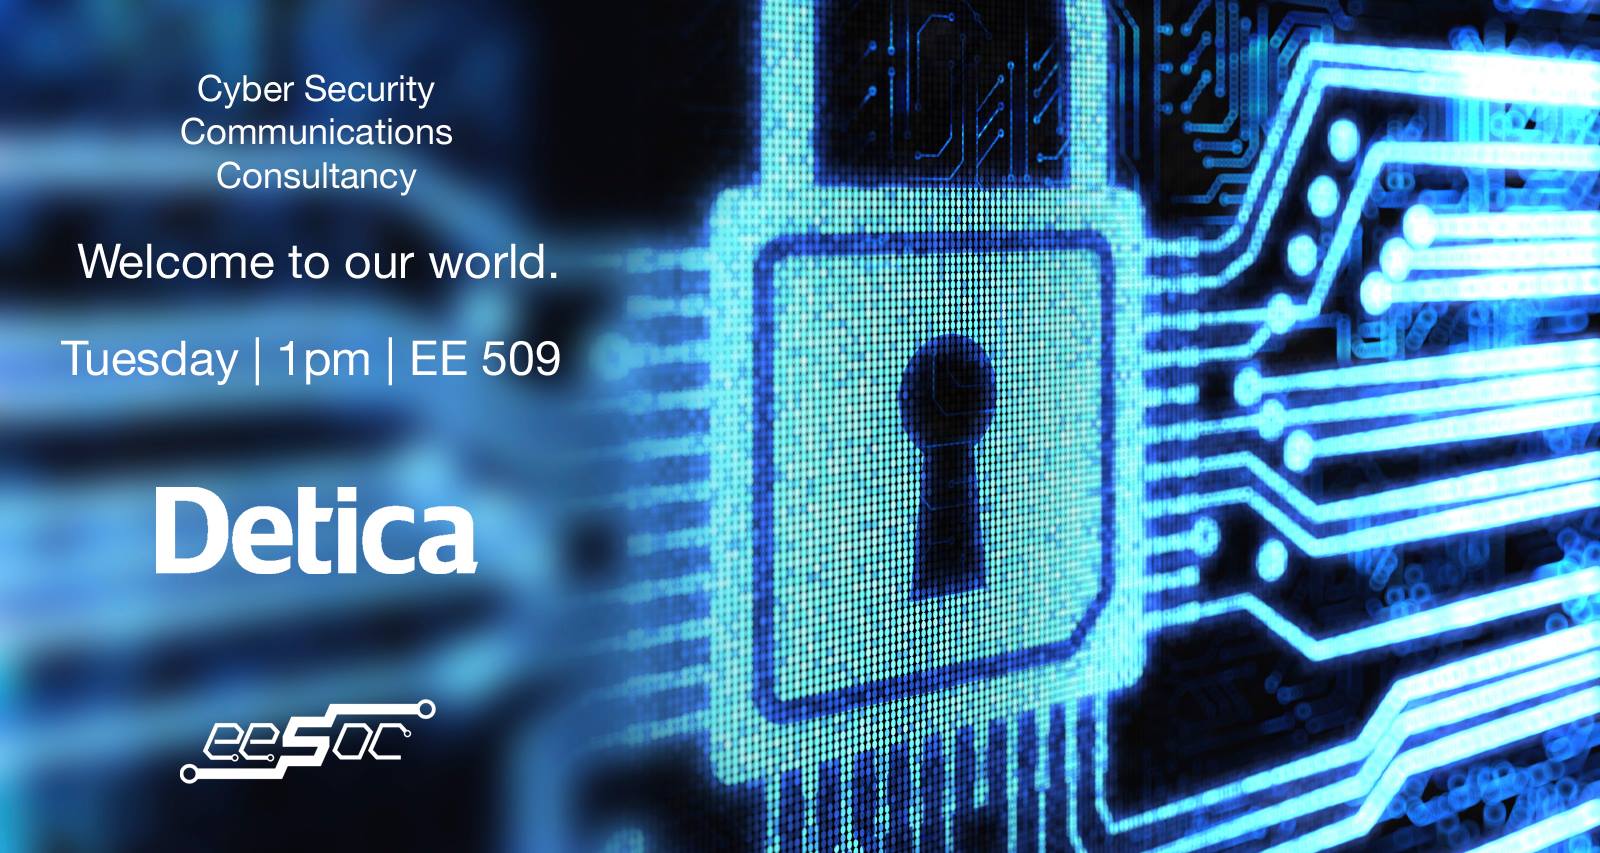 Cyber Security
Communications
Consultancy
Welcome to our world.
Tuesday | 1pm | EE 509
Detica
eesoc